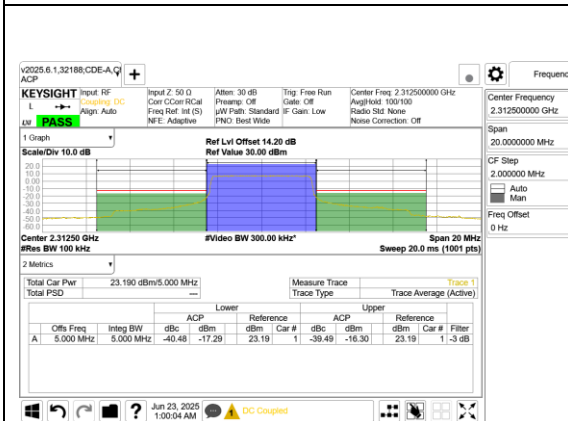 v2025.6.1,32188;CDE-A,C
ACP
Frequenc
KEYSIGHT
L
PASS
Input: RF
Coupling: DC
Align: Auto
Input Z: 50 Ω
Corr CCorr RCal
Freq Ref: Int (S)
NFE: Adaptive
Atten: 30 dB
Preamp: Off
µW Path: Standard
PNO: Best Wide
Trig: Free Run
Gate: Off
IF Gain: Low
Center Freq: 2.312500000 GHz
Avg|Hold: 100/100
Radio Std: None
Noise Correction: Off
1 Graph
Scale/Div 10.0 dB
Ref Lvl Offset 14.20 dB
Ref Value 30.00 dBm
20.0
10.0
0.00
-10.0
-20.0
-30.0
-40.0
-50.0
-60.0
Center 2.31250 GHz
#Res BW 100 kHz
#Video BW 300.00 kHz*
Span 20 MHz
Sweep 20.0 ms (1001 pts)
2 Metrics
Total Car Pwr 23.190 dBm/5.000 MHz
Total PSD ---
Measure Trace Trace 1
Trace Type Trace Average (Active)
Lower Upper
ACP Reference ACP Reference
Offs Freq Integ BW dBc dBm dBm Car # dBc dBm dBm Car # Filter
A 5.000 MHz 5.000 MHz -40.48 -17.29 23.19 1 -39.49 -16.30 23.19 1 -3 dB
Center Frequency
2.312500000 GHz
Span
20.0000000 MHz
CF Step
2.000000 MHz
Auto
Man
Freq Offset
0 Hz
?
Jun 23, 2025
1:00:04 AM
DC Coupled